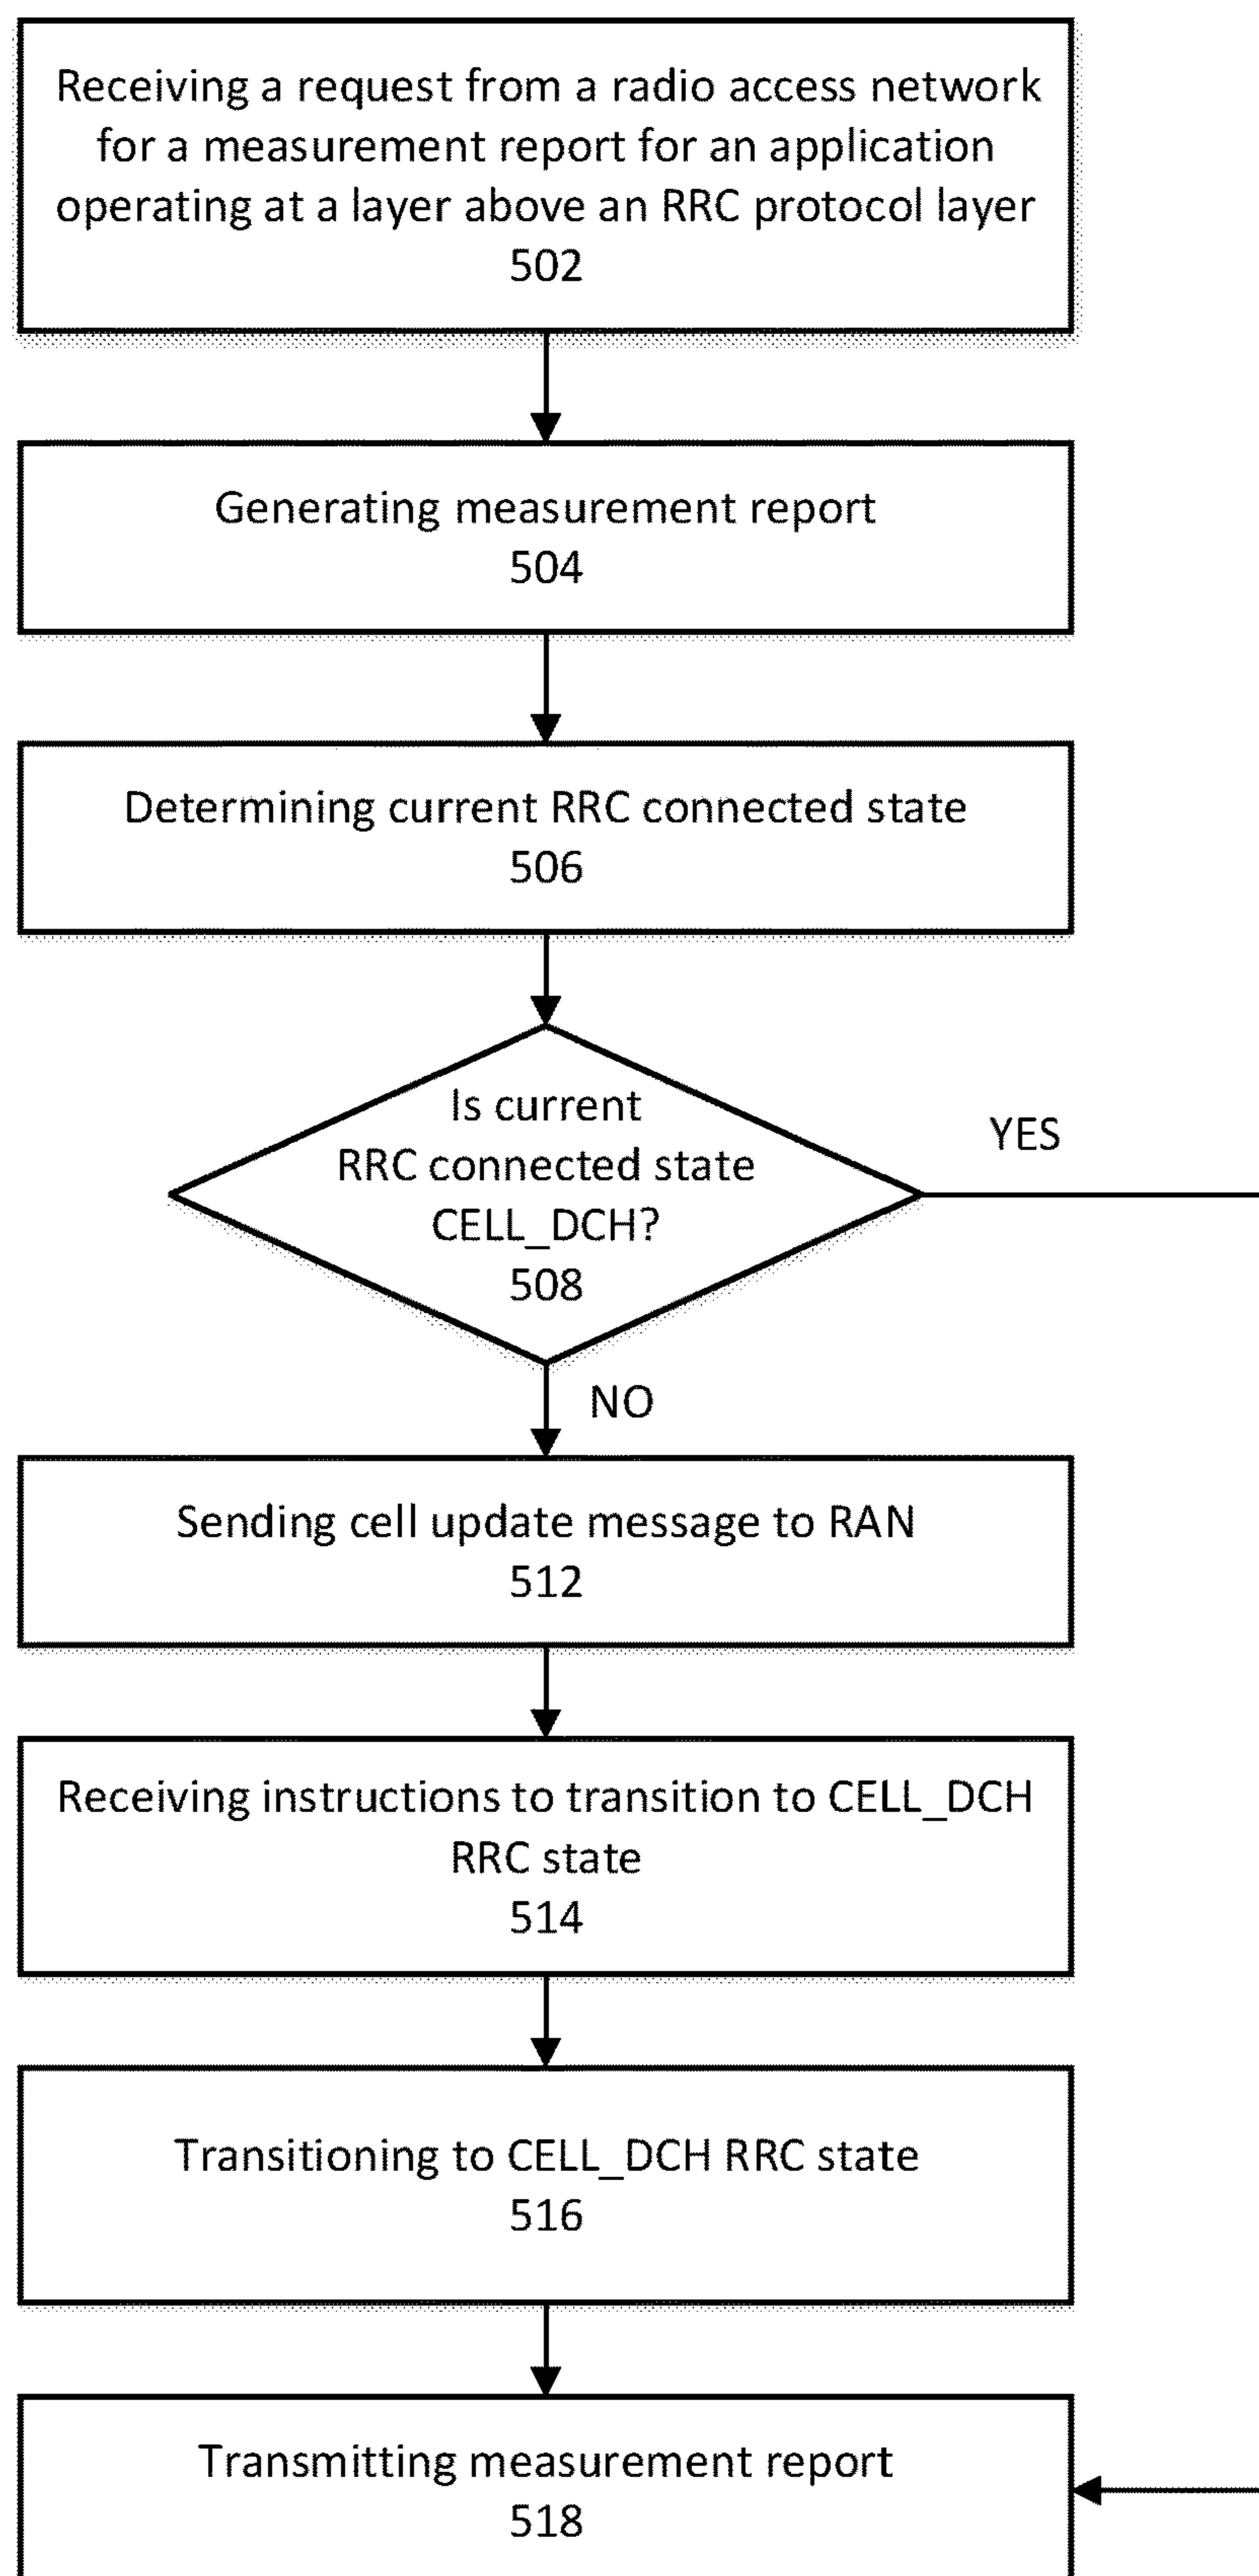 Receiving a request from a radio access network
for a measurement report for an application
operating at a layer above an RRC protocol layer
502
Generating measurement report
504
Determining current RRC connected state
506
Is current
RRC connected state
CELL_DCH?
508
YES
NO
Sending cell update message to RAN
512
Receiving instructions to transition to CELL_DCH
RRC state
514
Transitioning to CELL_DCH RRC state
516
Transmitting measurement report
518